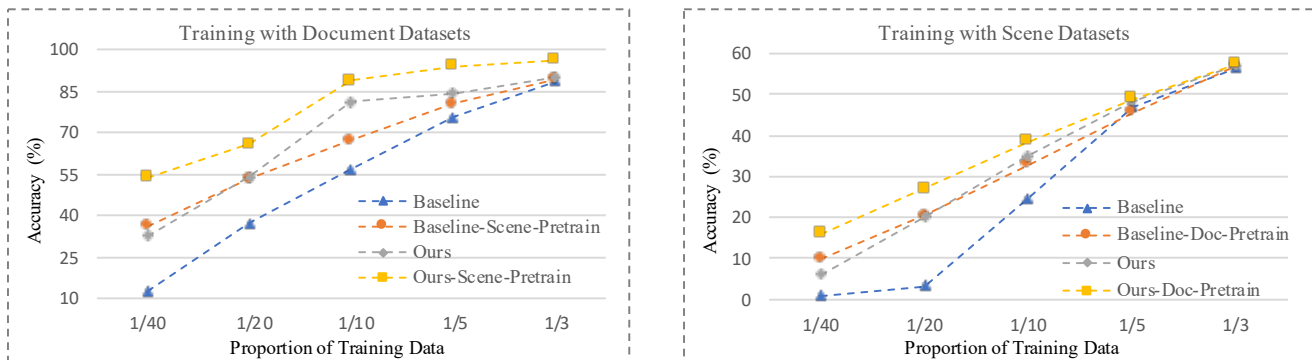 Training with Document Datasets
Accuracy (%)
100
85
70
55
40
25
10
Baseline
Baseline-Scene-Pretrain
Ours
Ours-Scene-Pretrain
1/40 1/20 1/10 1/5 1/3
Proportion of Training Data
Training with Scene Datasets
Accuracy (%)
60
50
40
30
20
10
0
Baseline
Baseline-Doc-Pretrain
Ours
Ours-Doc-Pretrain
1/40 1/20 1/10 1/5 1/3
Proportion of Training Data